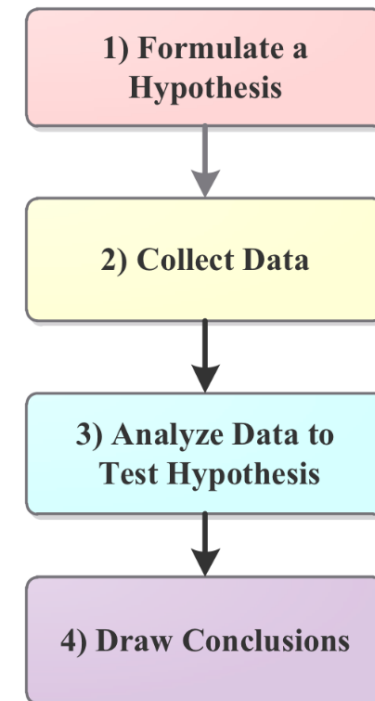 1) Formulate a
Hypothesis
2) Collect Data
3) Analyze Data to
Test Hypothesis
4) Draw Conclusions